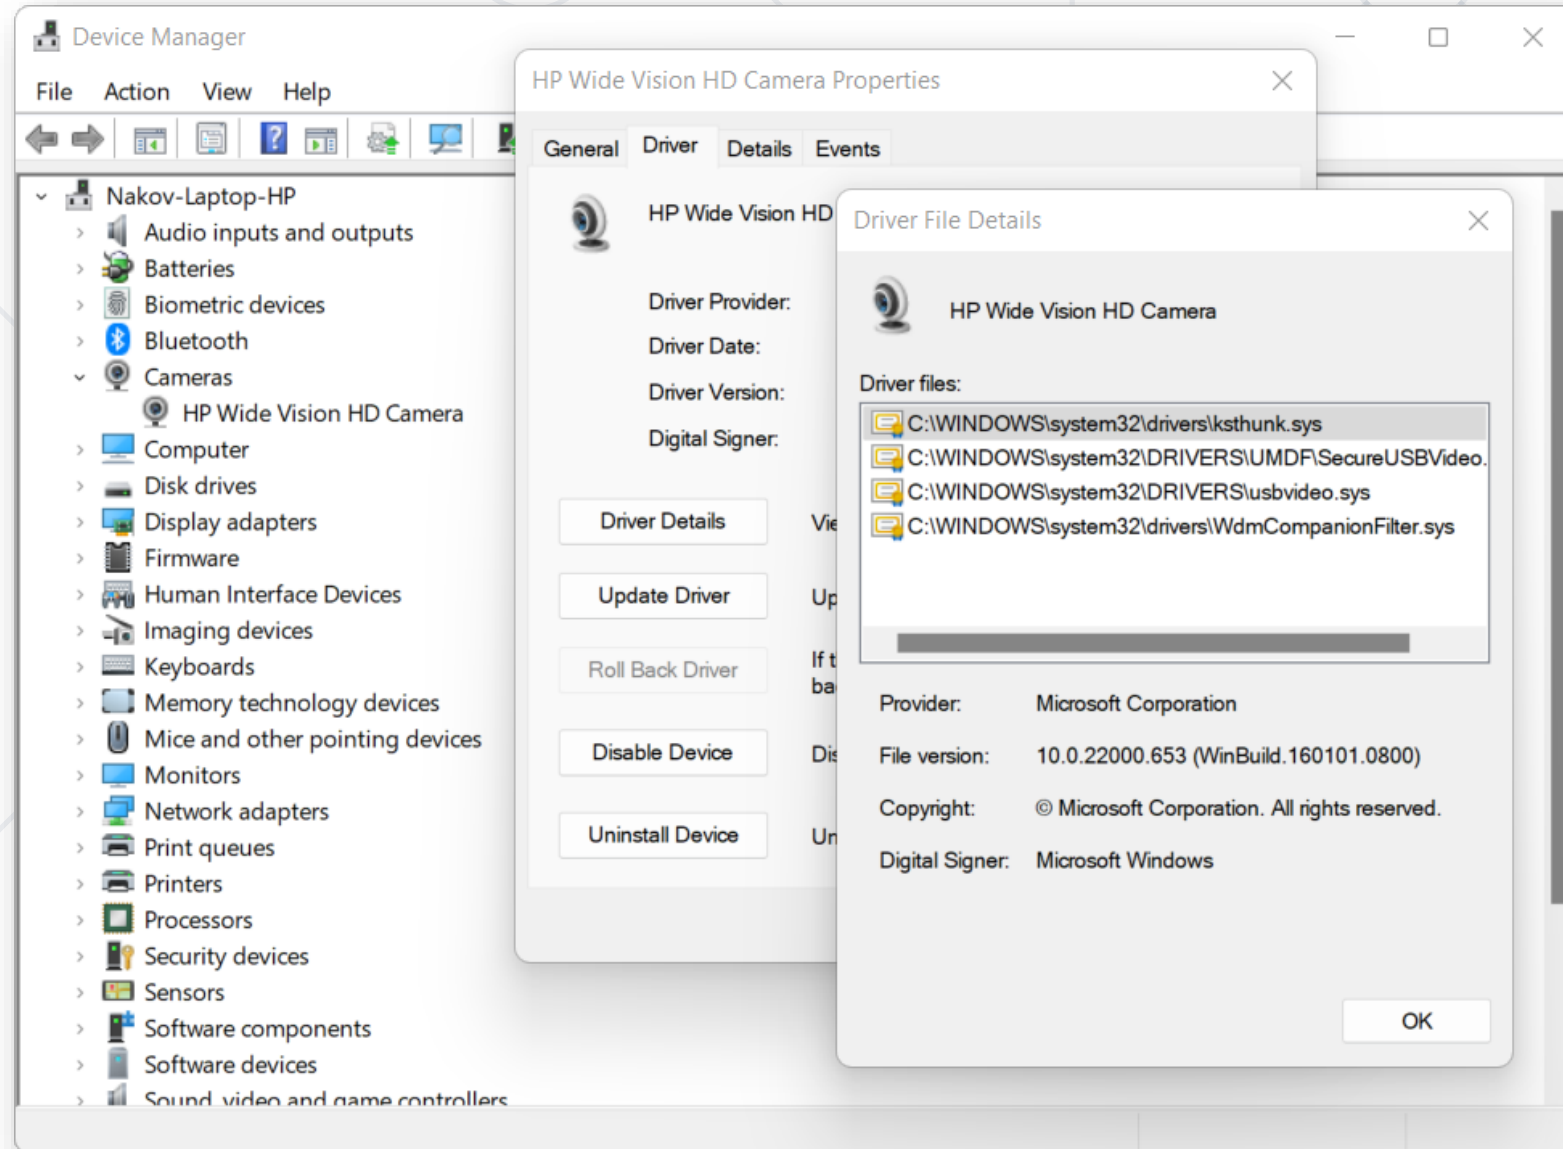 Device Manager
File Action View Help
Nakov-Laptop-HP
Audio inputs and outputs
Batteries
Biometric devices
Bluetooth
Cameras
HP Wide Vision HD Camera
Computer
Disk drives
Display adapters
Firmware
Human Interface Devices
Imaging devices
Keyboards
Memory technology devices
Mice and other pointing devices
Monitors
Network adapters
Print queues
Printers
Processors
Security devices
Sensors
Software components
Software devices
Sound, video and game controllers
HP Wide Vision HD Camera Properties
General Driver Details Events
HP Wide Vision HD
Driver Provider:
Driver Date:
Driver Version:
Digital Signer:
Driver Details
Update Driver
Roll Back Driver If
Disable Device
Uninstall Device
Driver File Details
HP Wide Vision HD Camera
Driver files:
C:\WINDOWS\system32\drivers\ksthunk.sys
C:\WINDOWS\system32\DRIVERS\UMDF\SecureUSBVideo.
C:\WINDOWS\system32\DRIVERS\usbvideo.sys
C:\WINDOWS\system32\drivers\WdmCompanionFilter.sys
Provider: Microsoft Corporation
File version: 10.0.22000.653 (WinBuild.160101.0800)
Copyright: © Microsoft Corporation. All rights reserved.
Digital Signer: Microsoft Windows
OK